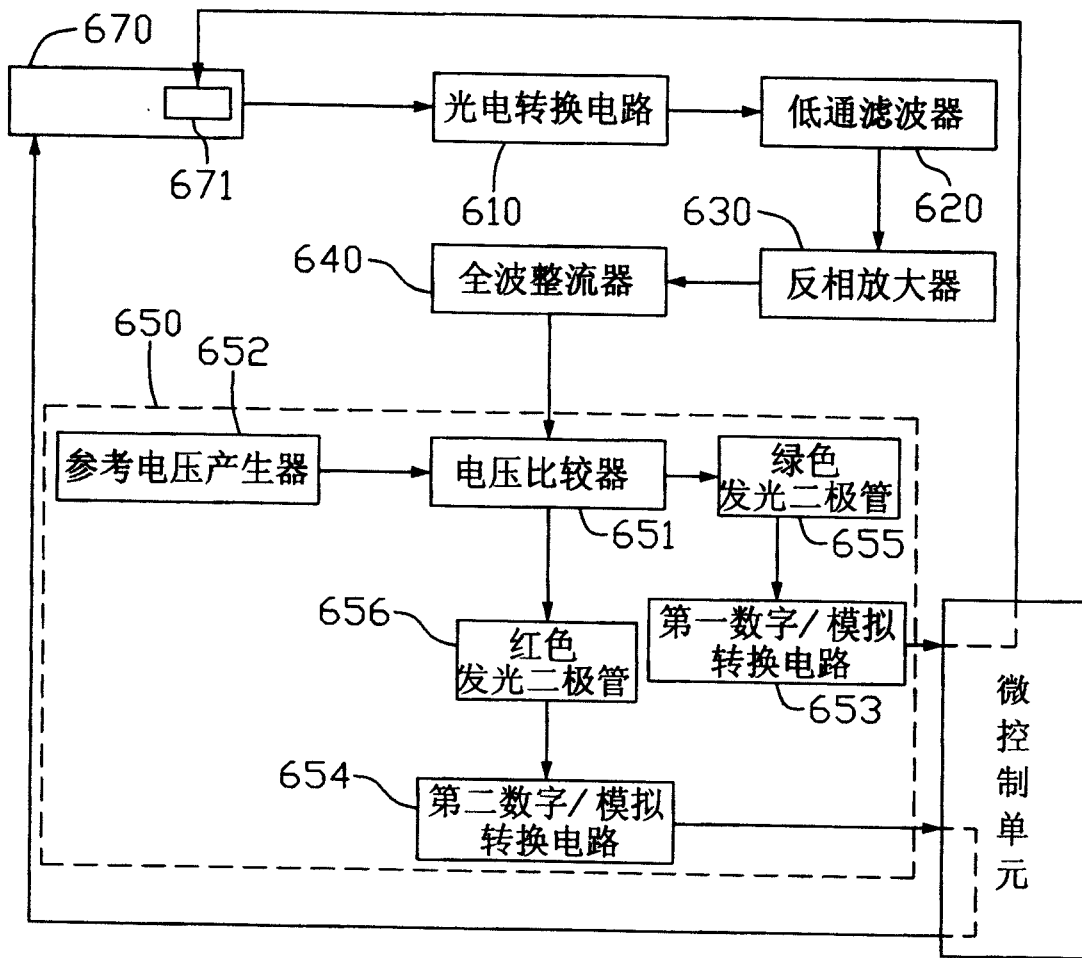 670
671
光电转换电路
610
低通滤波器
620
630
反相放大器
640
全波整流器
650
652
参考电压产生器
电压比较器
651
绿色
发光二极管
655
656
红色
发光二极管
第一数字/模拟
转换电路
653
654
第二数字/模拟
转换电路
微控制单元